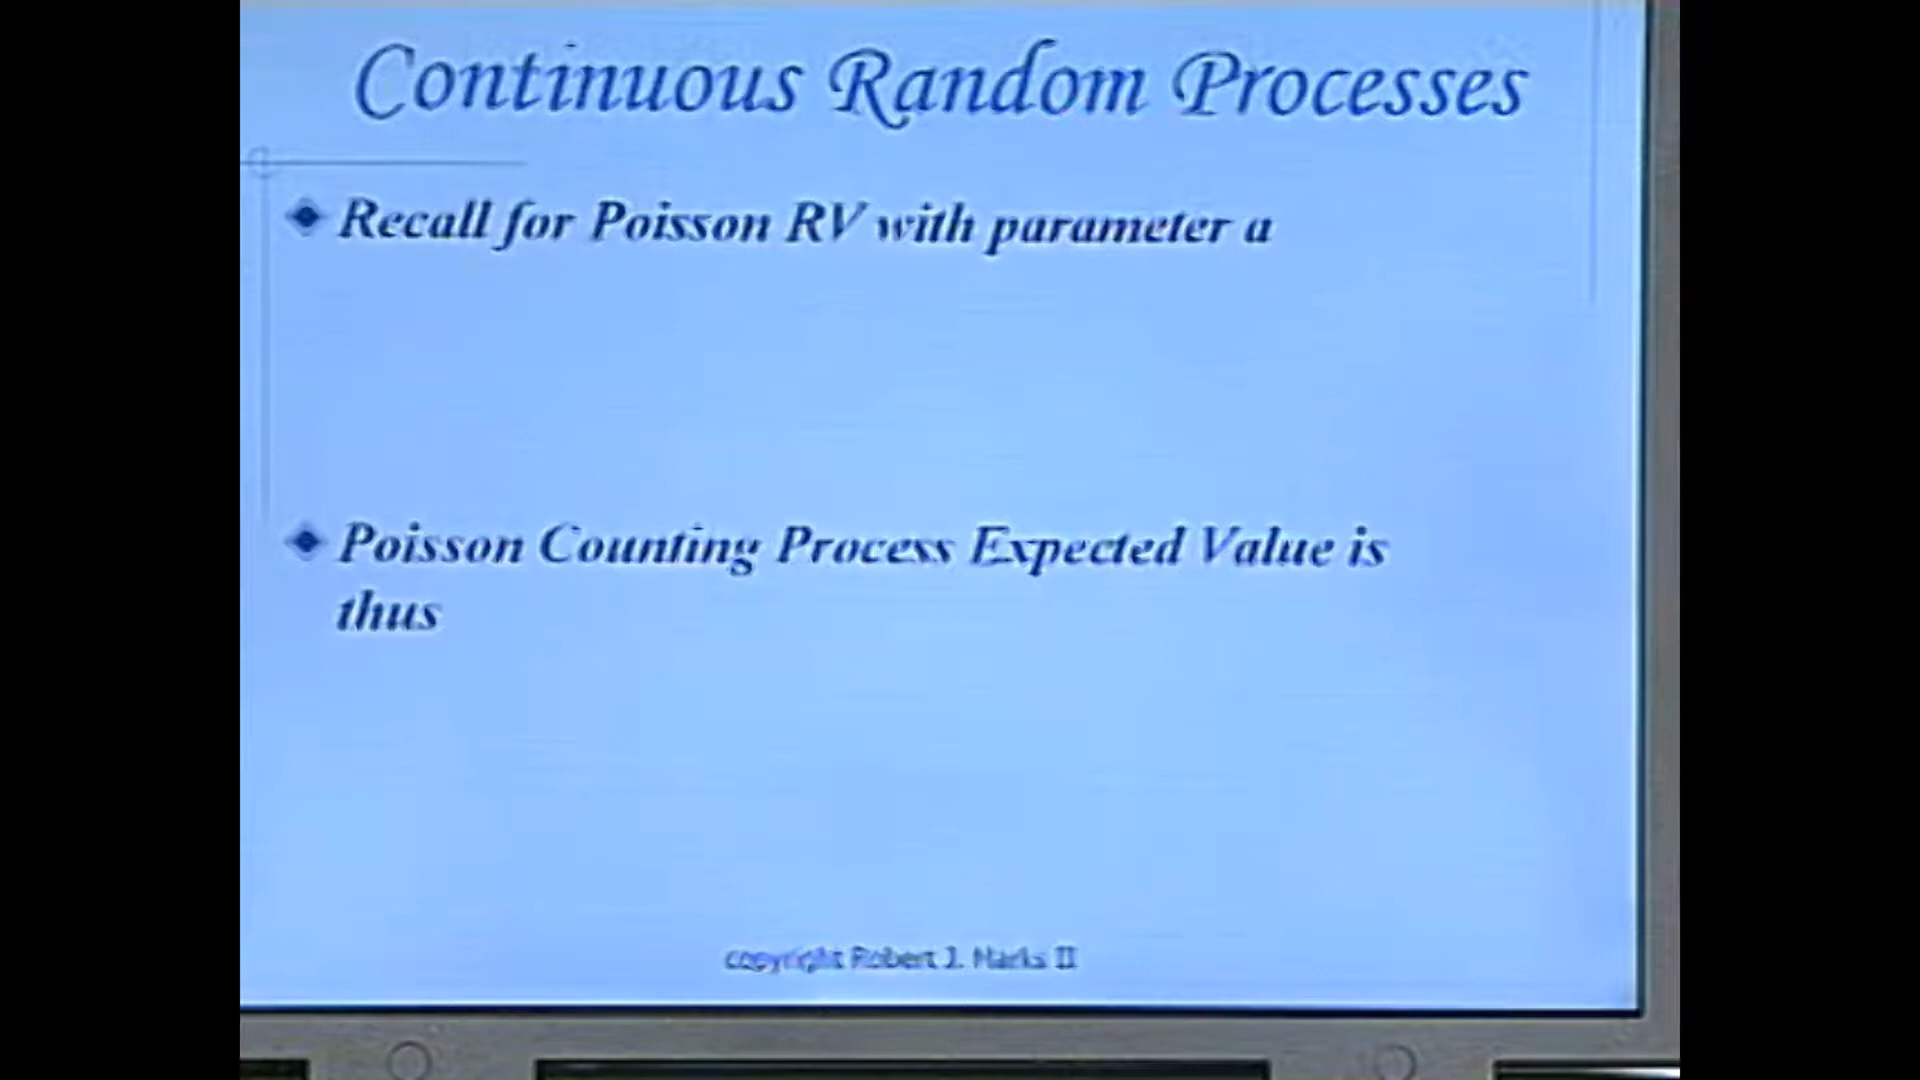 Continuous Random Processes
Recall for Poisson RV with parameter a
Poisson Counting Process Expected Value is
thus
copyright Robert J. Marks II